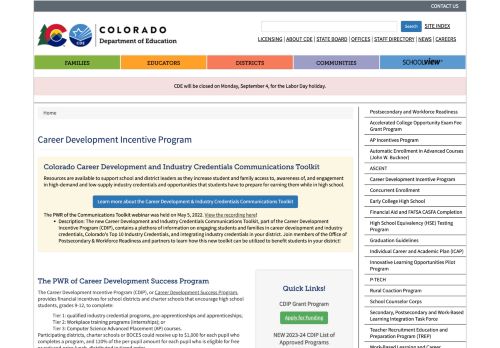 CONTACT US
COLORADO
Department of Education
CDE
Search
SITE INDEX
LICENSING | ABOUT CDE | STATE BOARD | OFFICES | STAFF DIRECTORY | NEWS | CAREERS
FAMILIES
EDUCATORS
DISTRICTS
COMMUNITIES
SCHOOLVIEW
CDE will be closed on Monday, September 4, for the Labor Day holiday.
Home
Career Development Incentive Program
Colorado Career Development and Industry Credentials Communications Toolkit
Resources are available to support school and district leaders as they increase student and family access to, awareness of, and engagement
in high-demand and low-supply industry credentials and opportunities that students have to prepare for earning them while in high school.
Learn more about the Career Development & Industry Credentials Communications Toolkit
The PWR of the Communications Toolkit webinar was held on May 5, 2022. View the recording here!
• Description: The new Career Development and Industry Credentials Communications Toolkit, part of the Career Development
Incentive Program (CDIP), contains a plethora of information on engaging students and families in career development and industry
credentials, Colorado's Top 10 Industry Credentials, and integrating industry credentials in your district. Join members of the Office of
Postsecondary & Workforce Readiness and partners to learn how this new toolkit can be utilized to benefit students in your district!
The PWR of Career Development Success Program
The Career Development Incentive Program (CDIP), or Career Development Success Program,
provides financial incentives for school districts and charter schools that encourage high school
students, grades 9-12, to complete:
Tier 1: qualified industry credential programs, pre-apprenticeships and apprenticeships;
Tier 2: Workplace training programs (internships); or
Tier 3: Computer Science Advanced Placement (AP) courses.
Participating districts, charter schools or BOCES could receive up to $1,000 for each pupil who
completes a program, and 120% of the per pupil amount for each pupil who is eligible for free
Quick Links!
CDIP Grant Program
Apply for funding
NEW 2023-24 CDIP List of
Approved Programs
Postsecondary and Workforce Readiness
Accelerated College Opportunity Exam Fee
Grant Program
AP Incentives Program
Automatic Enrollment in Advanced Courses
(John W. Buckner)
ASCENT
Career Development Incentive Program
Concurrent Enrollment
Early College High School
Financial Aid and FAFSA CASFA Completion
High School Equivalency (HSE) Testing
Program
Graduation Guidelines
Individual Career and Academic Plan (ICAP)
Innovative Learning Opportunities Pilot
Program
P-TECH
Rural Coaction Program
School Counselor Corps
Secondary, Postsecondary and Work-Based
Learning Integration Task Force
Teacher Recruitment Education and
Preparation Program (TREP)
Work-Based Learning and Career